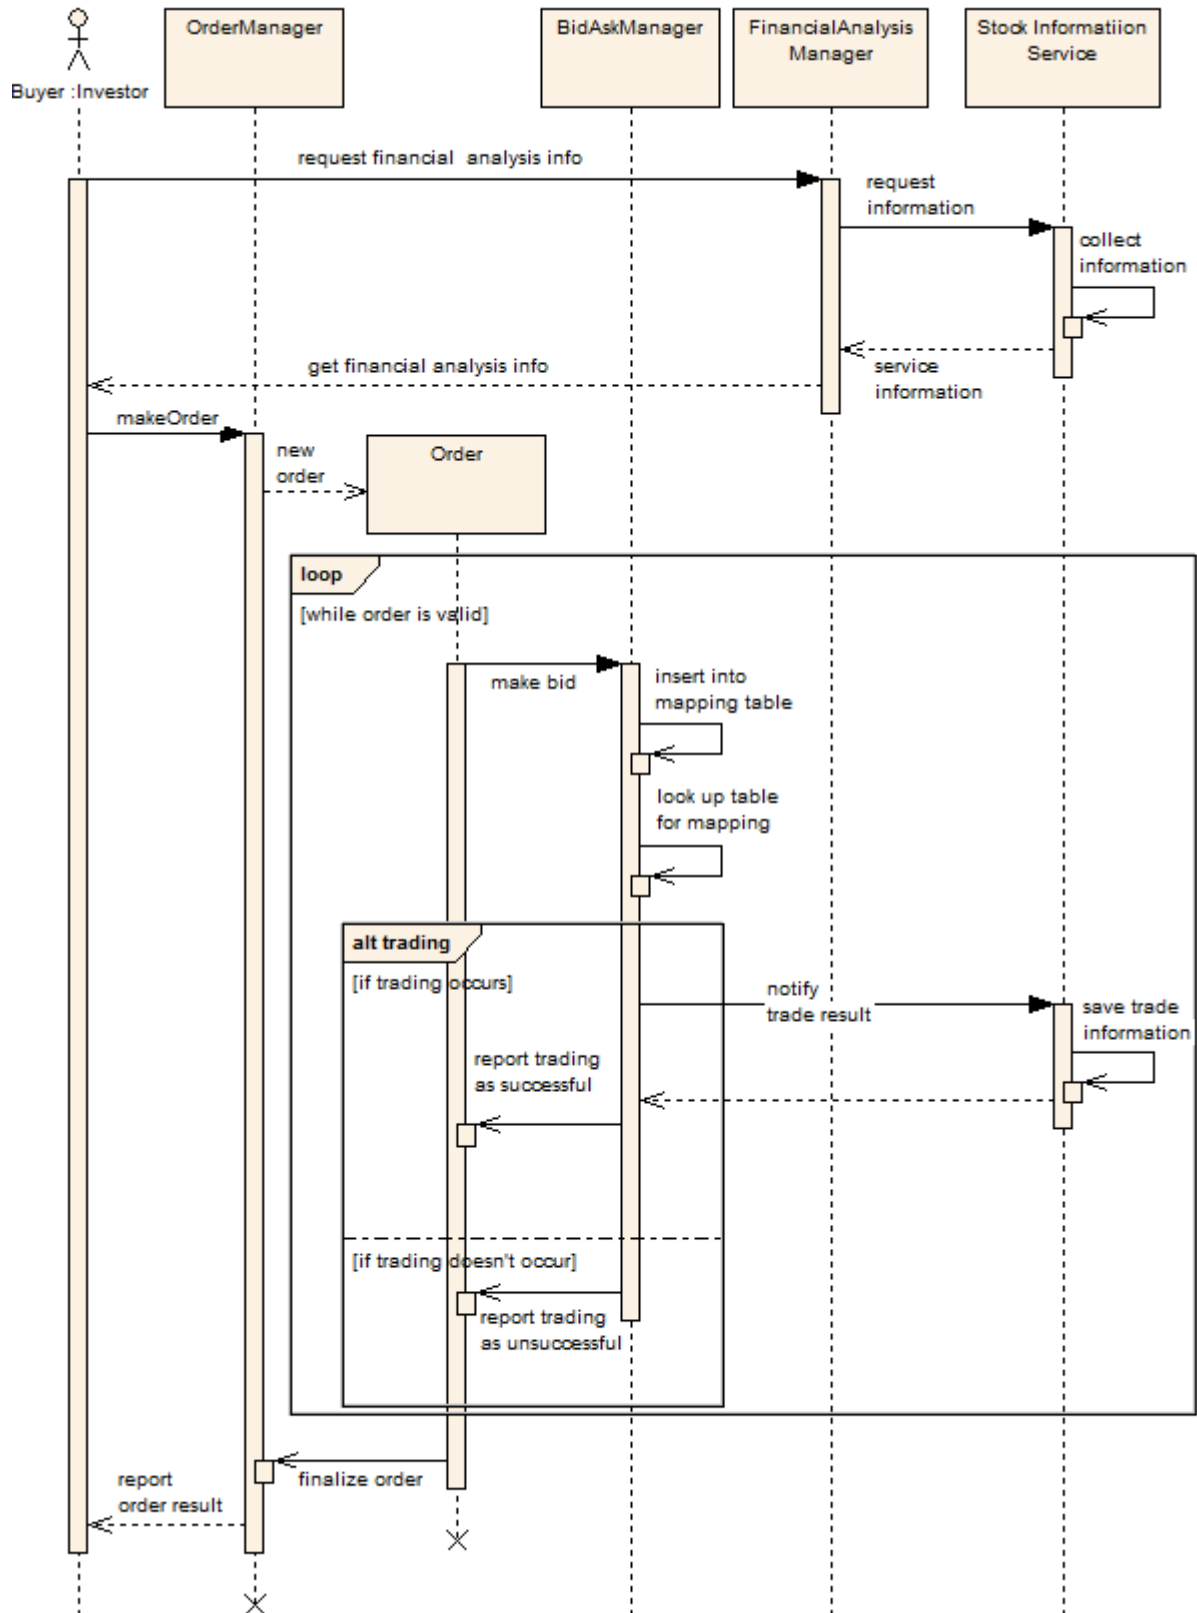 OrderManager
BidAskManager
FinancialAnalysis
Manager
Stock Informatiion
Service
Buyer :Investor
request financial  analysis info
request
information
collect
information
service
information
get financial analysis info
makeOrder
new
order
Order
loop
[while order is valid]
make bid
insert into
mapping table
look up table
for mapping
alt trading
[if trading occurs]
notify
trade result
save trade
information
report trading
as successful
[if trading doesn't occur]
report trading
as unsuccessful
finalize order
report
order result